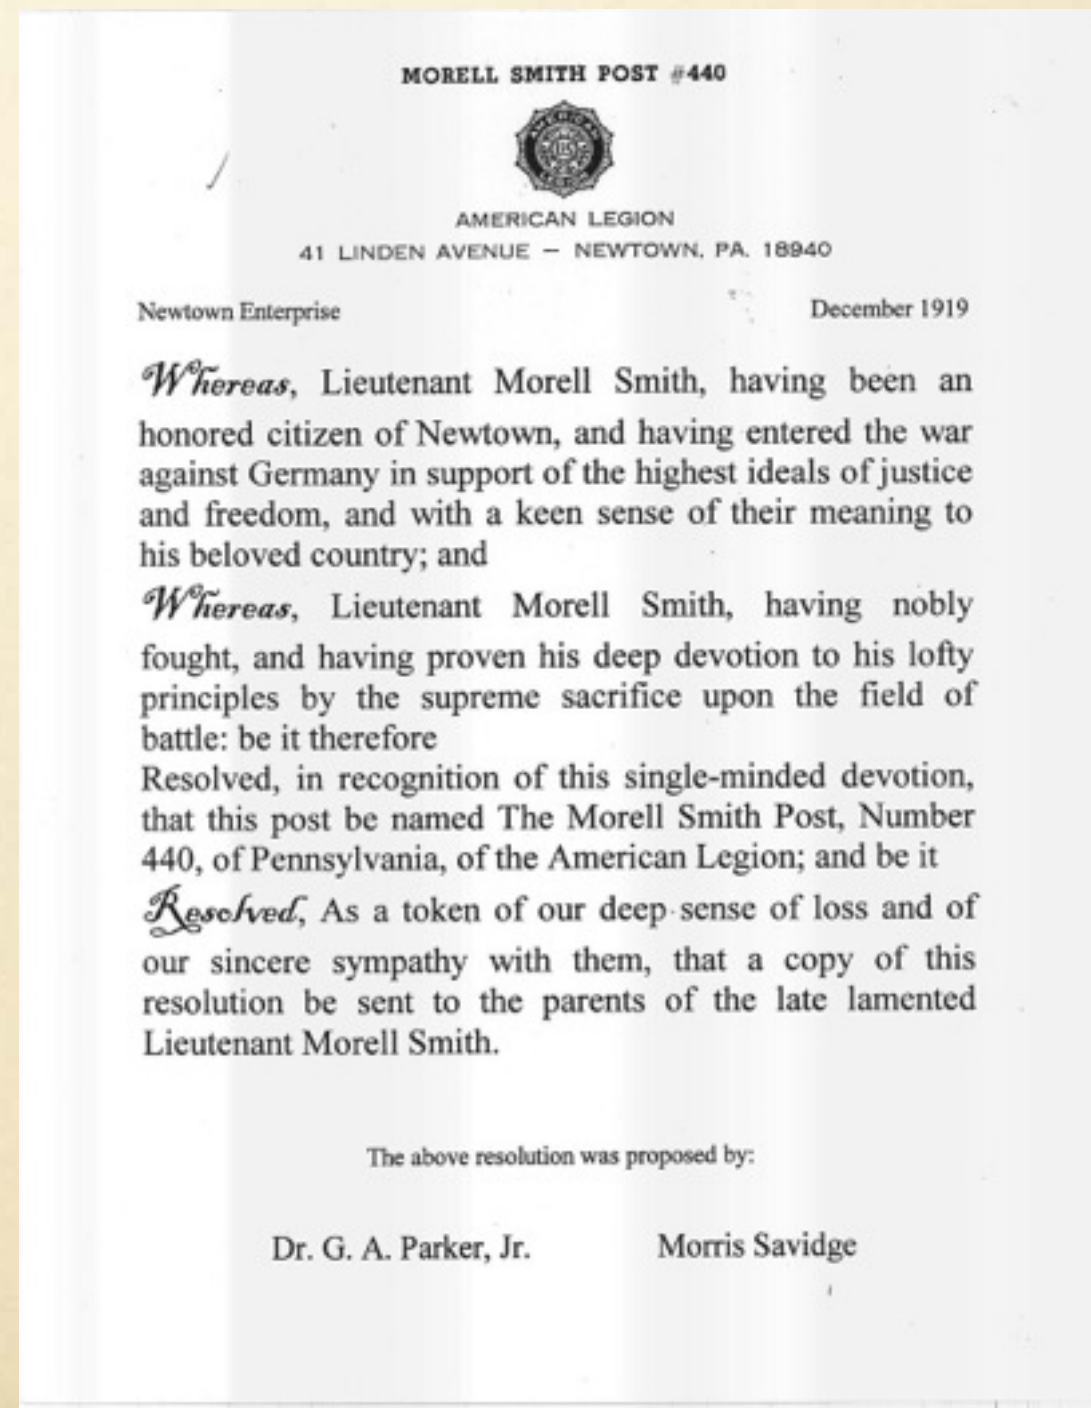 MORELL SMITH POST #440
AMERICAN LEGION
AMERICAN LEGION
41 LINDEN AVENUE – NEWTOWN, PA. 18940
Newtown Enterprise December 1919
Whereas, Lieutenant Morell Smith, having been an
honored citizen of Newtown, and having entered the war
against Germany in support of the highest ideals of justice
and freedom, and with a keen sense of their meaning to
his beloved country; and
Whereas, Lieutenant Morell Smith, having nobly
fought, and having proven his deep devotion to his lofty
principles by the supreme sacrifice upon the field of
battle: be it therefore
Resolved, in recognition of this single-minded devotion,
that this post be named The Morell Smith Post, Number
440, of Pennsylvania, of the American Legion; and be it
Resolved, As a token of our deep sense of loss and of
our sincere sympathy with them, that a copy of this
resolution be sent to the parents of the late lamented
Lieutenant Morell Smith.
The above resolution was proposed by:
Dr. G. A. Parker, Jr. Morris Savidge